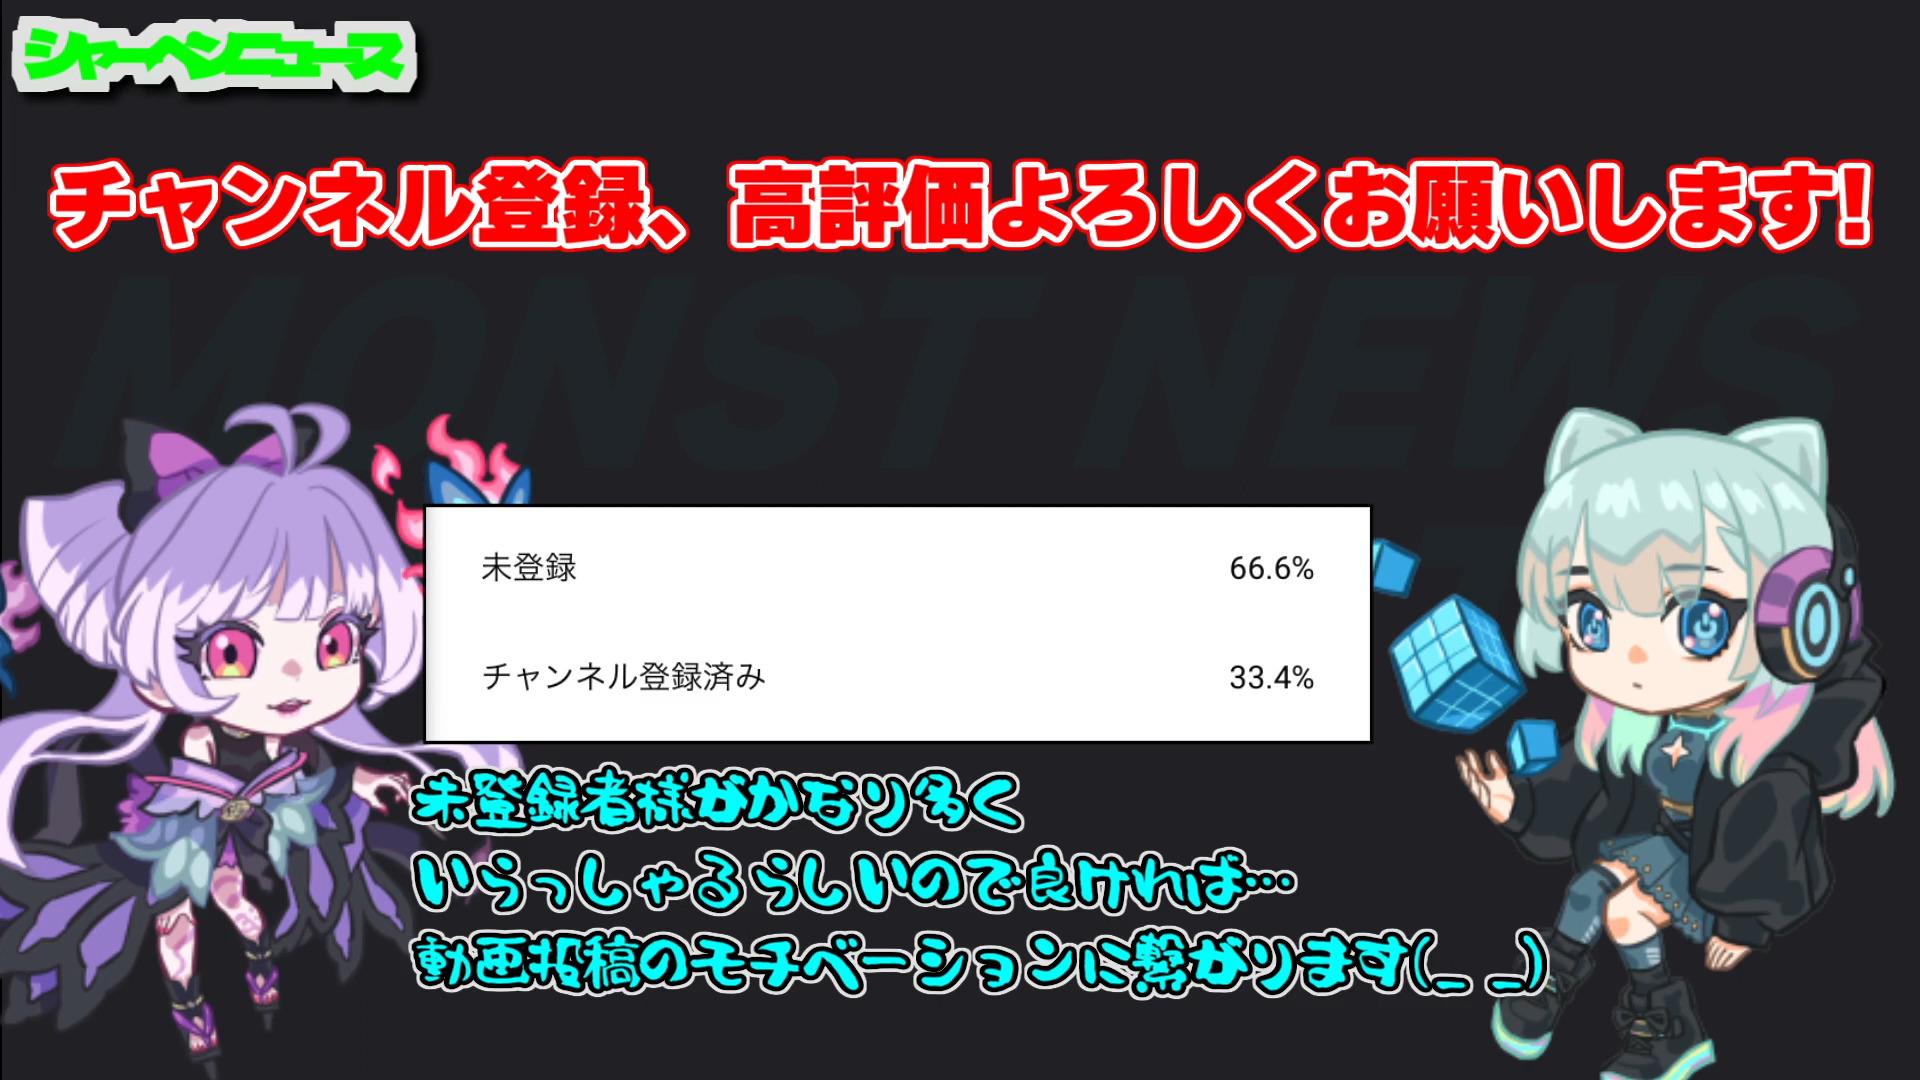 シャーペンニュース
チャンネル登録、高評価よろしくお願いします!
MONST NEWS
未登録 66.6%
チャンネル登録済み 33.4%
未登録者様がかなり多く
いらっしゃるらしいので良ければ…
動画投稿のモチベーションに繋がります(_ _)